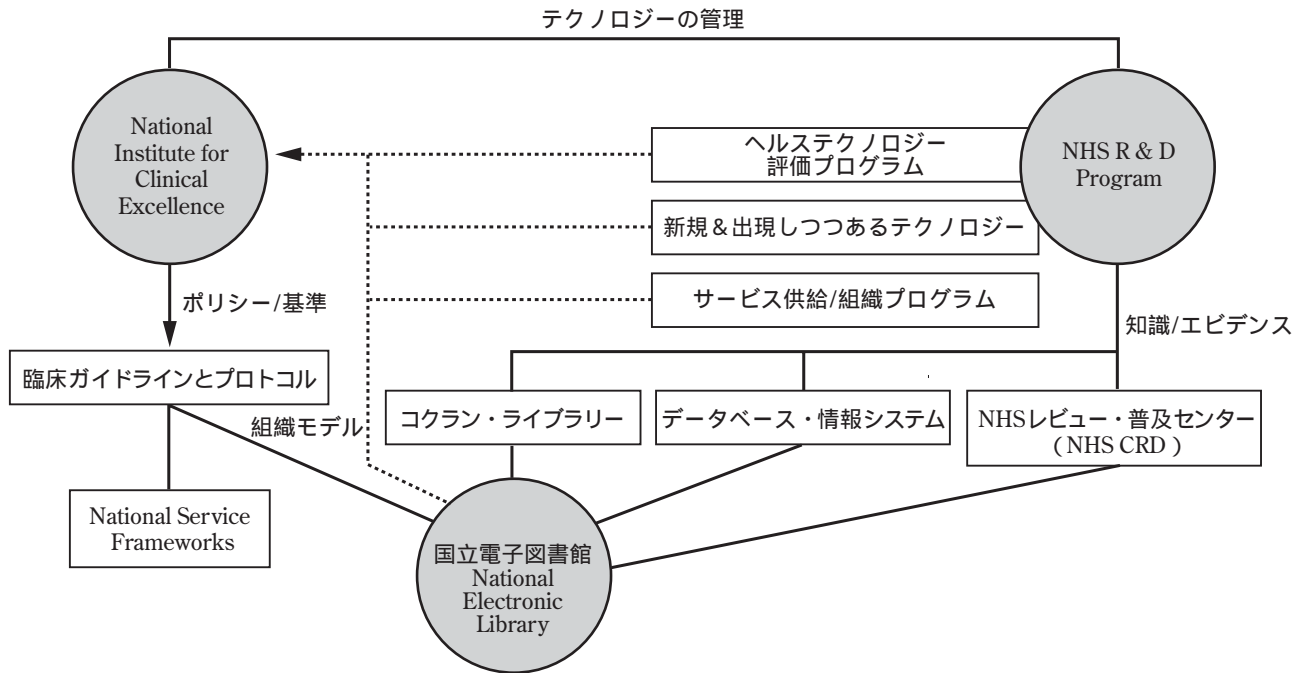 テクノロジーの管理
National
Institute for
Clinical
Excellence
ヘルステクノロジー
評価プログラム
NHS R & D
Program
新規&出現しつつあるテクノロジー
サービス供給/組織プログラム
ポリシー/基準
知識/エビデンス
臨床ガイドラインとプロトコル
組織モデル
コクラン・ライブラリー
データベース・情報システム
NHSレビュー・普及センター
(NHS CRD)
National Service
Frameworks
国立電子図書館
National
Electronic
Library